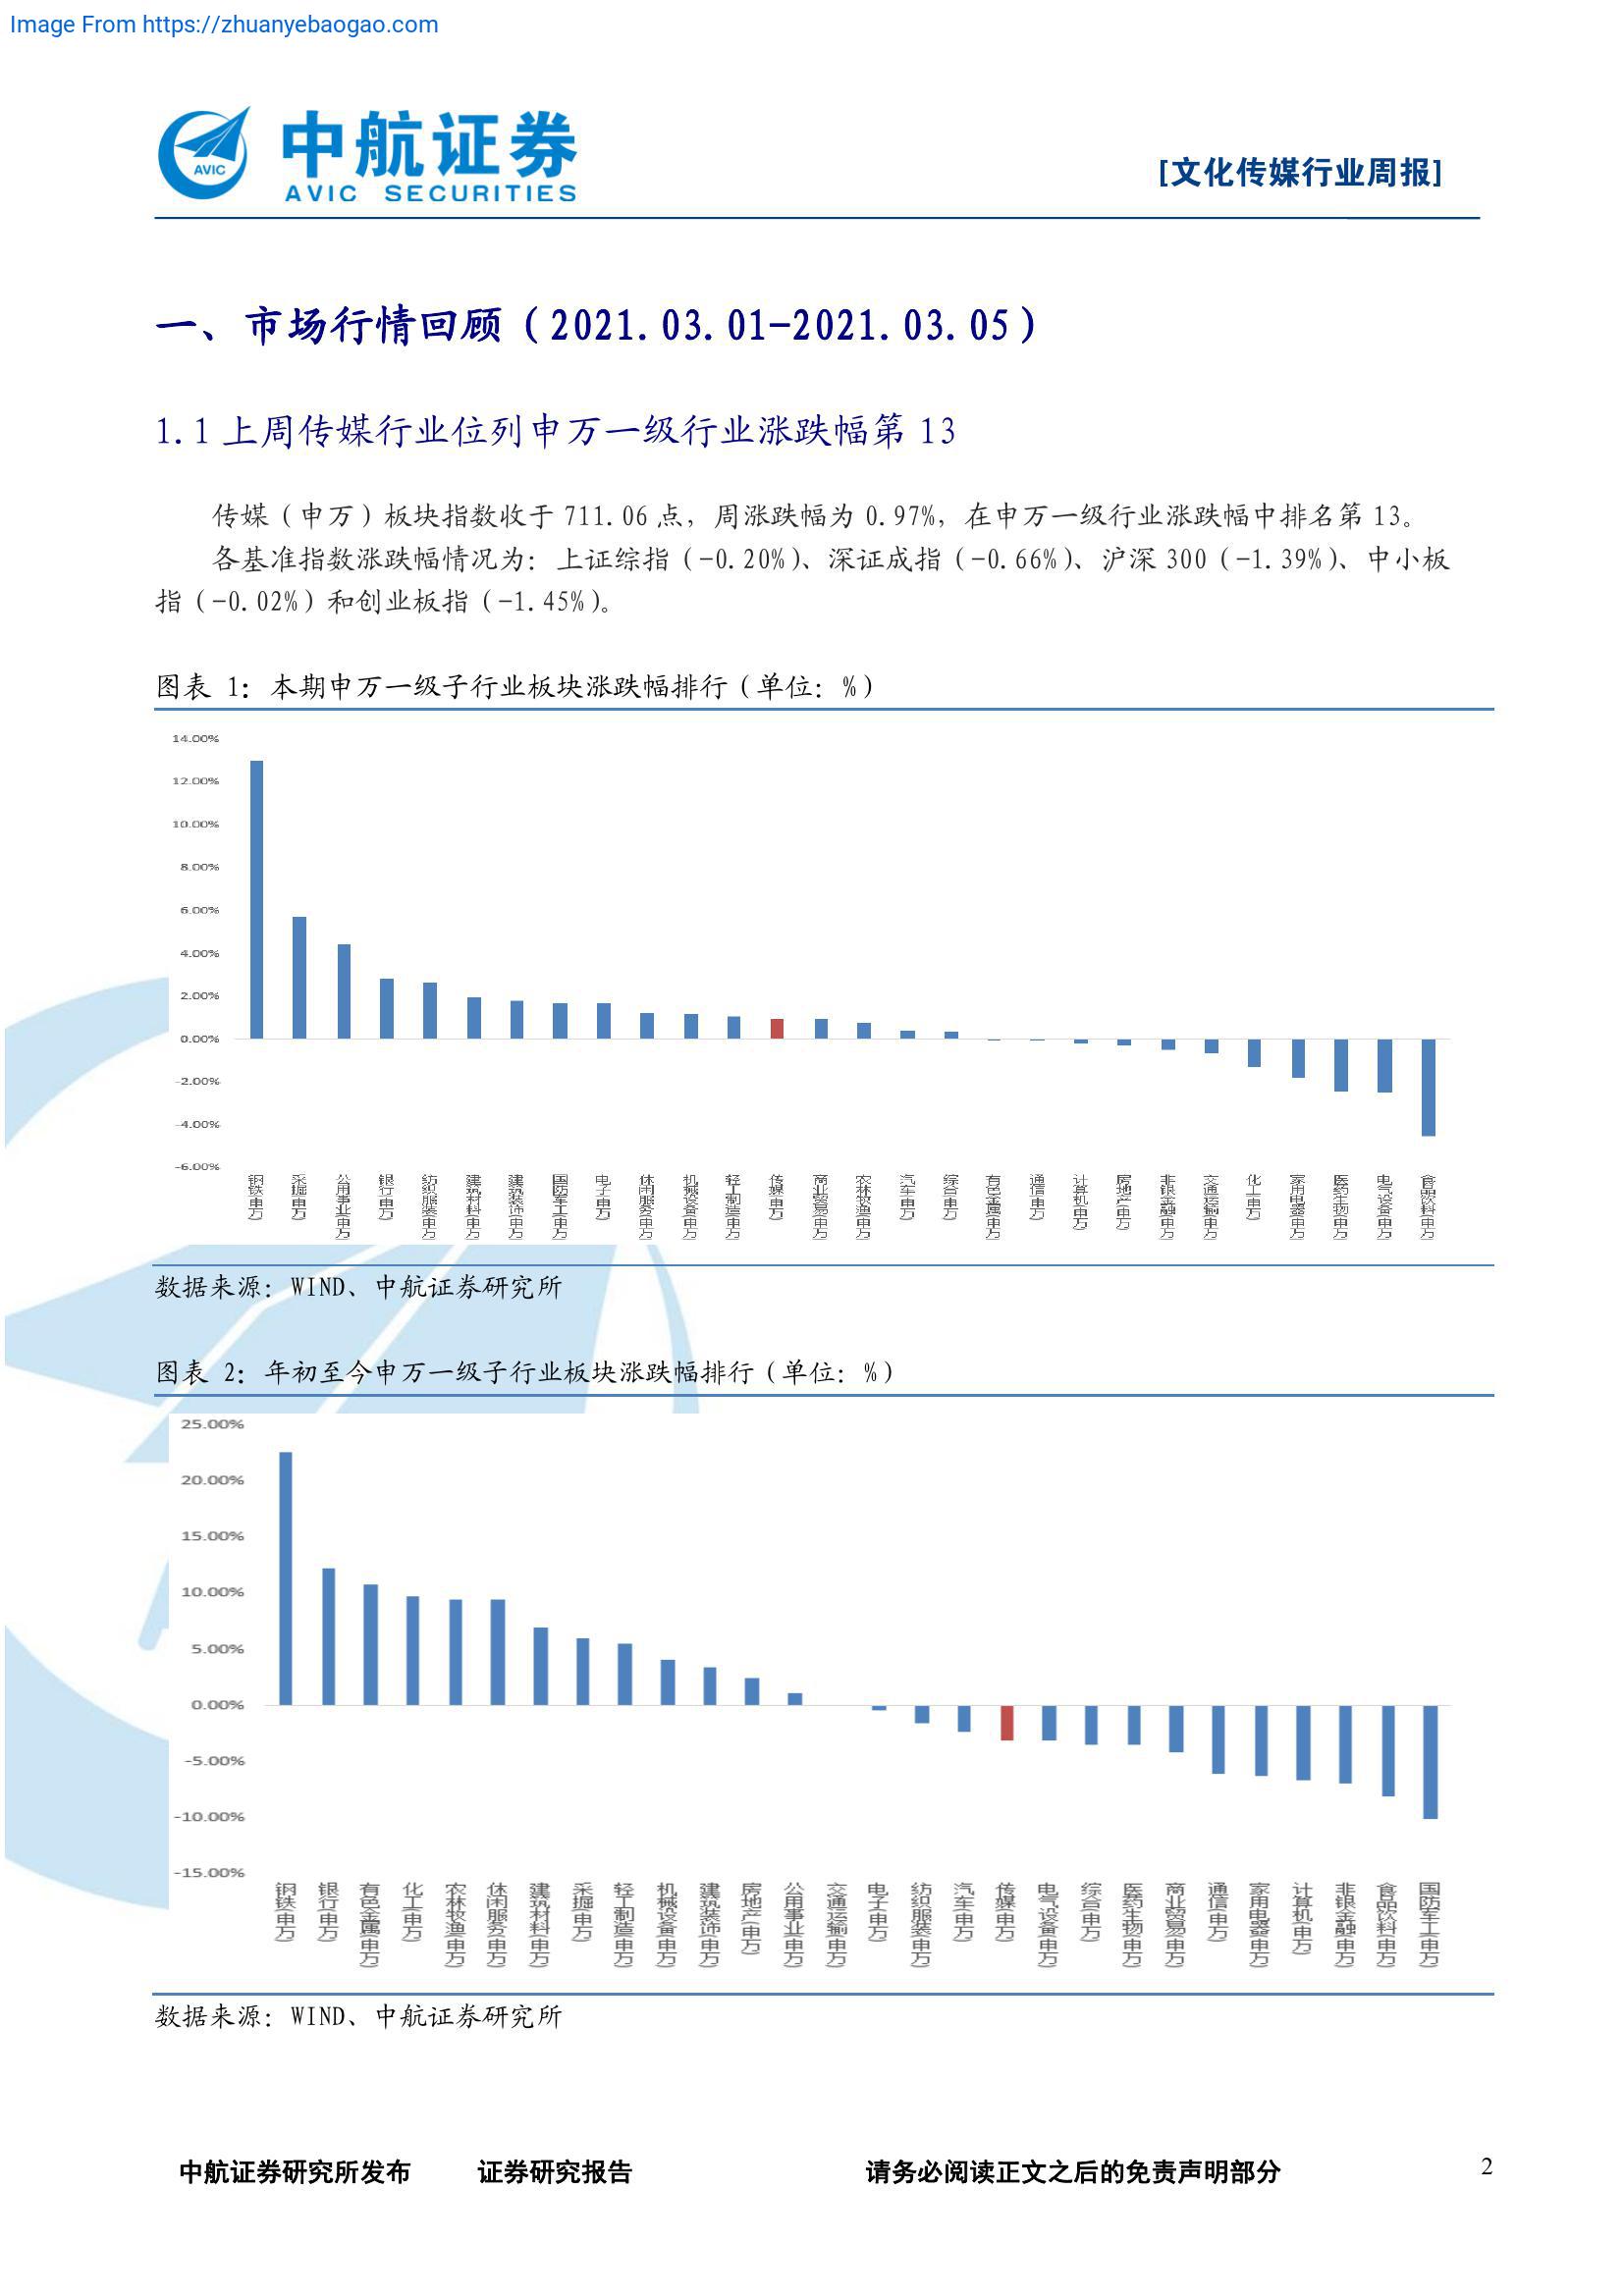 Image From https://zhuanyebaogao.com
AVIC
中航证券
AVIC SECURITIES
[文化传媒行业周报]
一、市场行情回顾（2021.03.01-2021.03.05）
1.1 上周传媒行业位列申万一级行业涨跌幅第 13
传媒（申万）板块指数收于 711.06 点，周涨跌幅为 0.97%，在申万一级行业涨跌幅中排名第 13。
各基准指数涨跌幅情况为：上证综指（-0.20%）、深证成指（-0.66%）、沪深 300（-1.39%）、中小板
指（-0.02%）和创业板指（-1.45%）。
图表 1：本期申万一级子行业板块涨跌幅排行（单位：%）
14.00%
12.00%
10.00%
8.00%
6.00%
4.00%
2.00%
0.00%
-2.00%
-4.00%
-6.00%
钢铁(申万)
采掘(申万)
公用事业(申万)
银行(申万)
纺织服装(申万)
建筑材料(申万)
建筑装饰(申万)
国防军工(申万)
电子(申万)
休闲服务(申万)
机械设备(申万)
轻工制造(申万)
传媒(申万)
商业贸易(申万)
农林牧渔(申万)
汽车(申万)
综合(申万)
有色金属(申万)
通信(申万)
计算机(申万)
房地产(申万)
非银金融(申万)
交通运输(申万)
化工(申万)
家用电器(申万)
医药生物(申万)
电气设备(申万)
食品饮料(申万)
数据来源：WIND、中航证券研究所
图表 2：年初至今申万一级子行业板块涨跌幅排行（单位：%）
25.00%
20.00%
15.00%
10.00%
5.00%
0.00%
-5.00%
-10.00%
-15.00%
钢铁(申万)
银行(申万)
有色金属(申万)
化工(申万)
农林牧渔(申万)
休闲服务(申万)
建筑材料(申万)
采掘(申万)
轻工制造(申万)
机械设备(申万)
建筑装饰(申万)
房地产(申万)
公用事业(申万)
交通运输(申万)
电子(申万)
纺织服装(申万)
汽车(申万)
传媒(申万)
电气设备(申万)
综合(申万)
医药生物(申万)
商业贸易(申万)
通信(申万)
家用电器(申万)
计算机(申万)
非银金融(申万)
食品饮料(申万)
国防军工(申万)
数据来源：WIND、中航证券研究所
中航证券研究所发布 证券研究报告 请务必阅读正文之后的免责声明部分 2